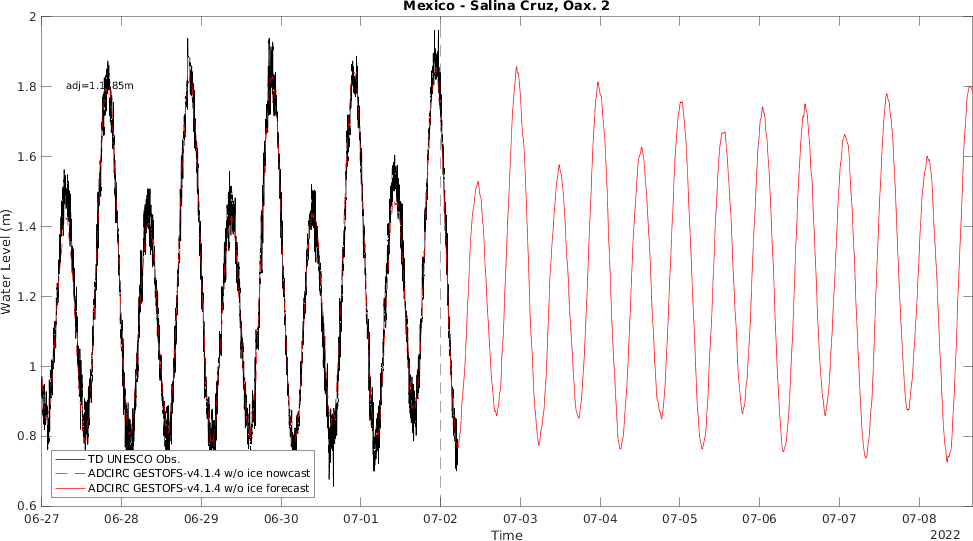 Mexico - Salina Cruz, Oax. 2
2
1.8
1.6
1.4
1.2
1
0.8
0.6
Water Level (m)
TD UNESCO Obs.
ADCIRC GESTOFS-v4.1.4 w/o ice nowcast
ADCIRC GESTOFS-v4.1.4 w/o ice forecast
06-27 06-28 06-29 06-30 07-01 07-02 07-03 07-04 07-05 07-06 07-07 07-08
Time
2022